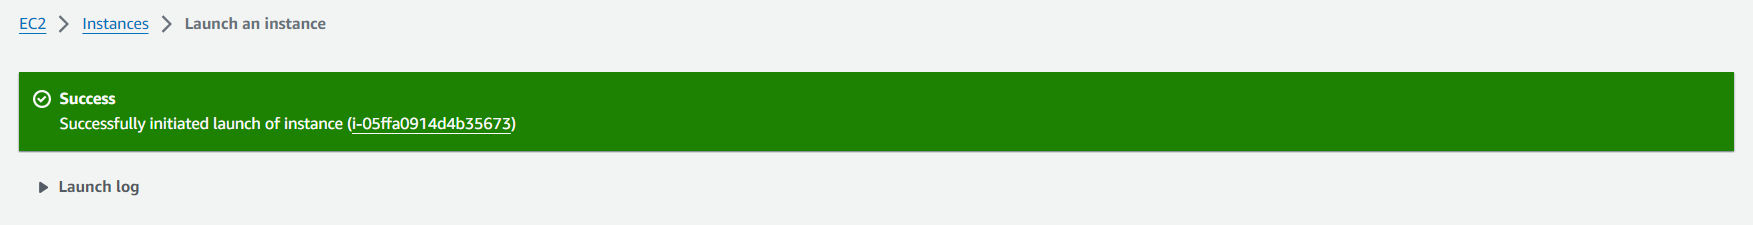 EC2 Instances Launch an instance
Success
Successfully initiated launch of instance (i-05ffa0914d4b35673)
Launch log